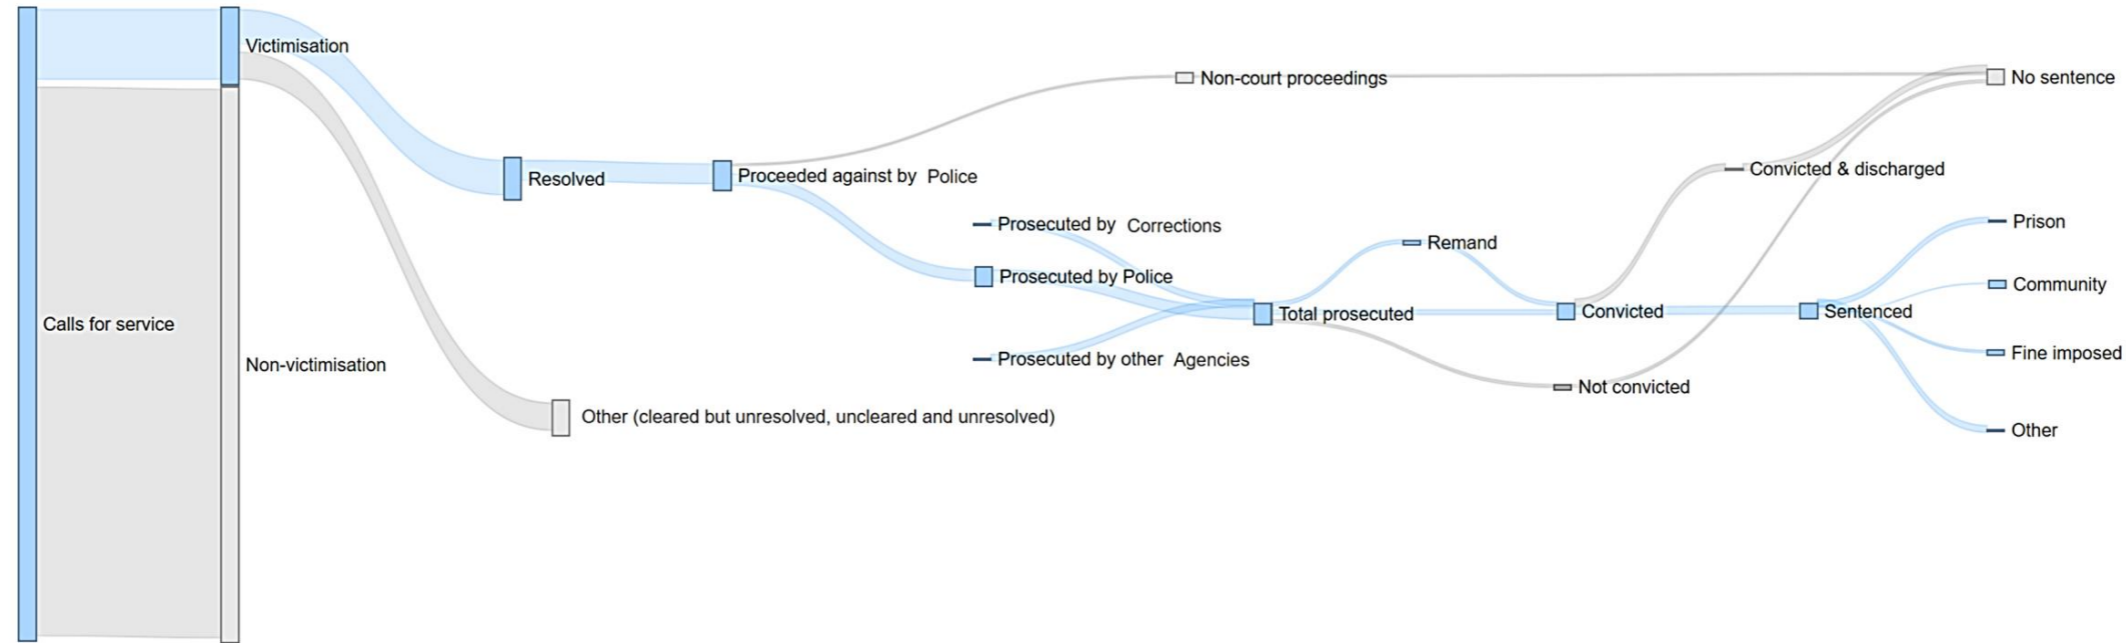 Victimisation
Non-court proceedings
No sentence
Convicted & discharged
Resolved
Proceeded against by Police
Prosecuted by Corrections
Prison
Remand
Prosecuted by Police
Community
Total prosecuted
Convicted
Sentenced
Calls for service
Fine imposed
Prosecuted by other Agencies
Non-victimisation
Not convicted
Other (cleared but unresolved, uncleared and unresolved)
Other